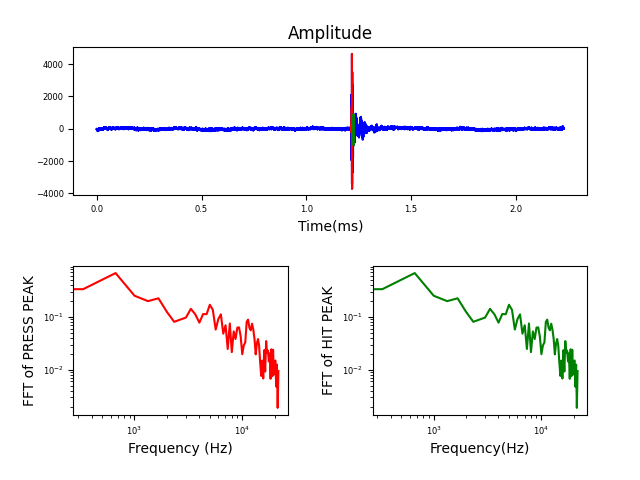 Amplitude
4000
2000
0
−2000
−4000
0.0 0.5 1.0 1.5 2.0
Time(ms)
FFT of PRESS PEAK
10⁻¹
10⁻²
10³ 10⁴
Frequency (Hz)
FFT of HIT PEAK
10⁻¹
10⁻²
10³ 10⁴
Frequency(Hz)